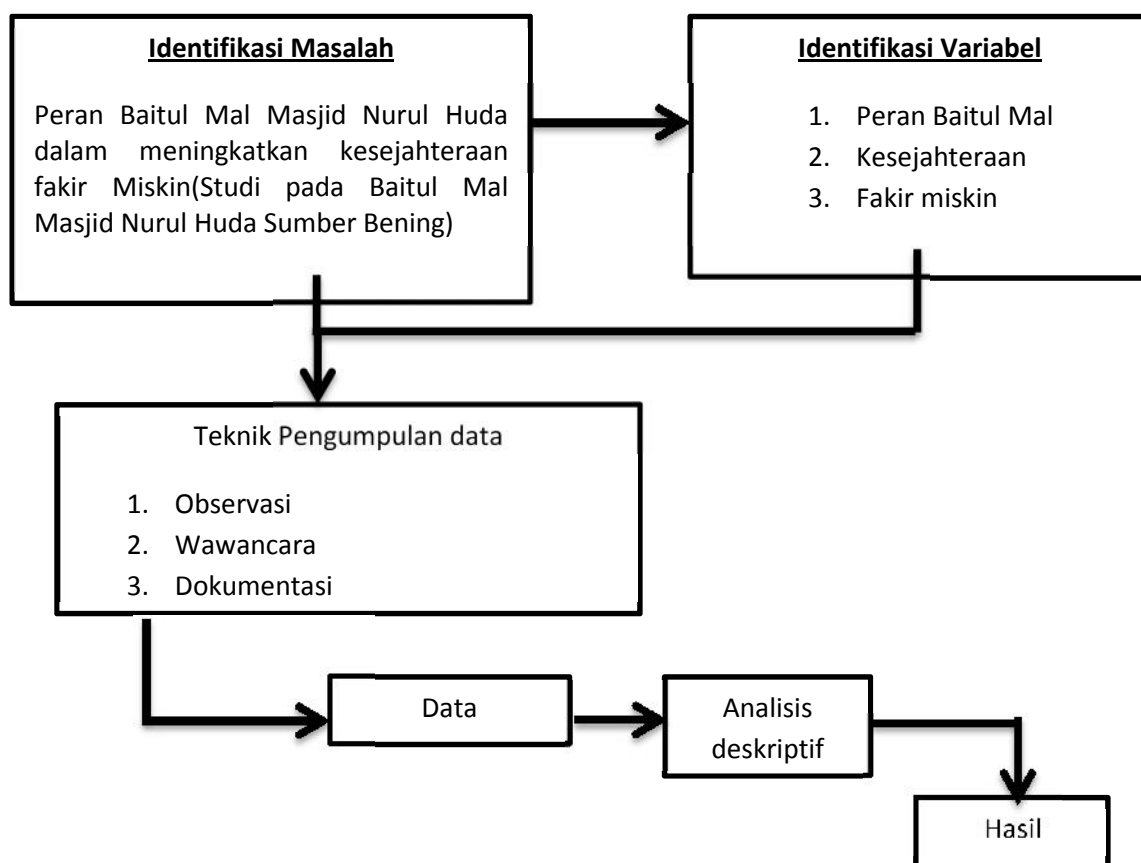 Identifikasi Masalah
Peran Baitul Mal Masjid Nurul Huda
dalam meningkatkan kesejahteraan
fakir Miskin(Studi pada Baitul Mal
Masjid Nurul Huda Sumber Bening)
Identifikasi Variabel
1. Peran Baitul Mal
2. Kesejahteraan
3. Fakir miskin
Teknik Pengumpulan data
1. Observasi
2. Wawancara
3. Dokumentasi
Data
Analisis
deskriptif
Hasil